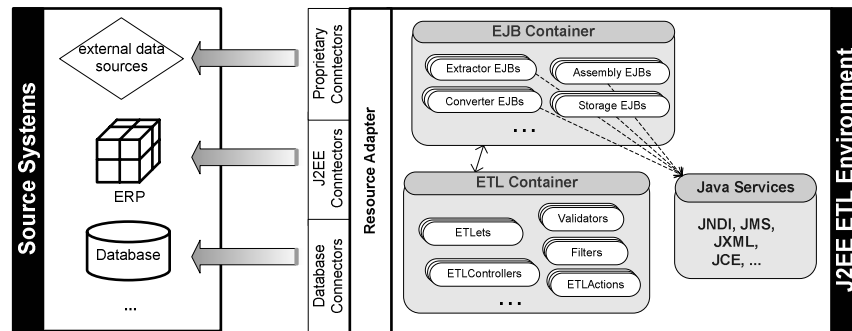 Source Systems
external data
sources
ERP
Database
...
Proprietary
Conntectors
J2EE
Conntectors
Database
Connectors
Resource Adapter
EJB Container
Extractor EJBs
Assembly EJBs
Converter EJBs
Storage EJBs
...
ETL Container
Validators
ETLets
Filters
ETLControllers
ETLActions
...
Java Services
JNDI, JMS,
JXML,
JCE, ...
J2EE ETL Environment